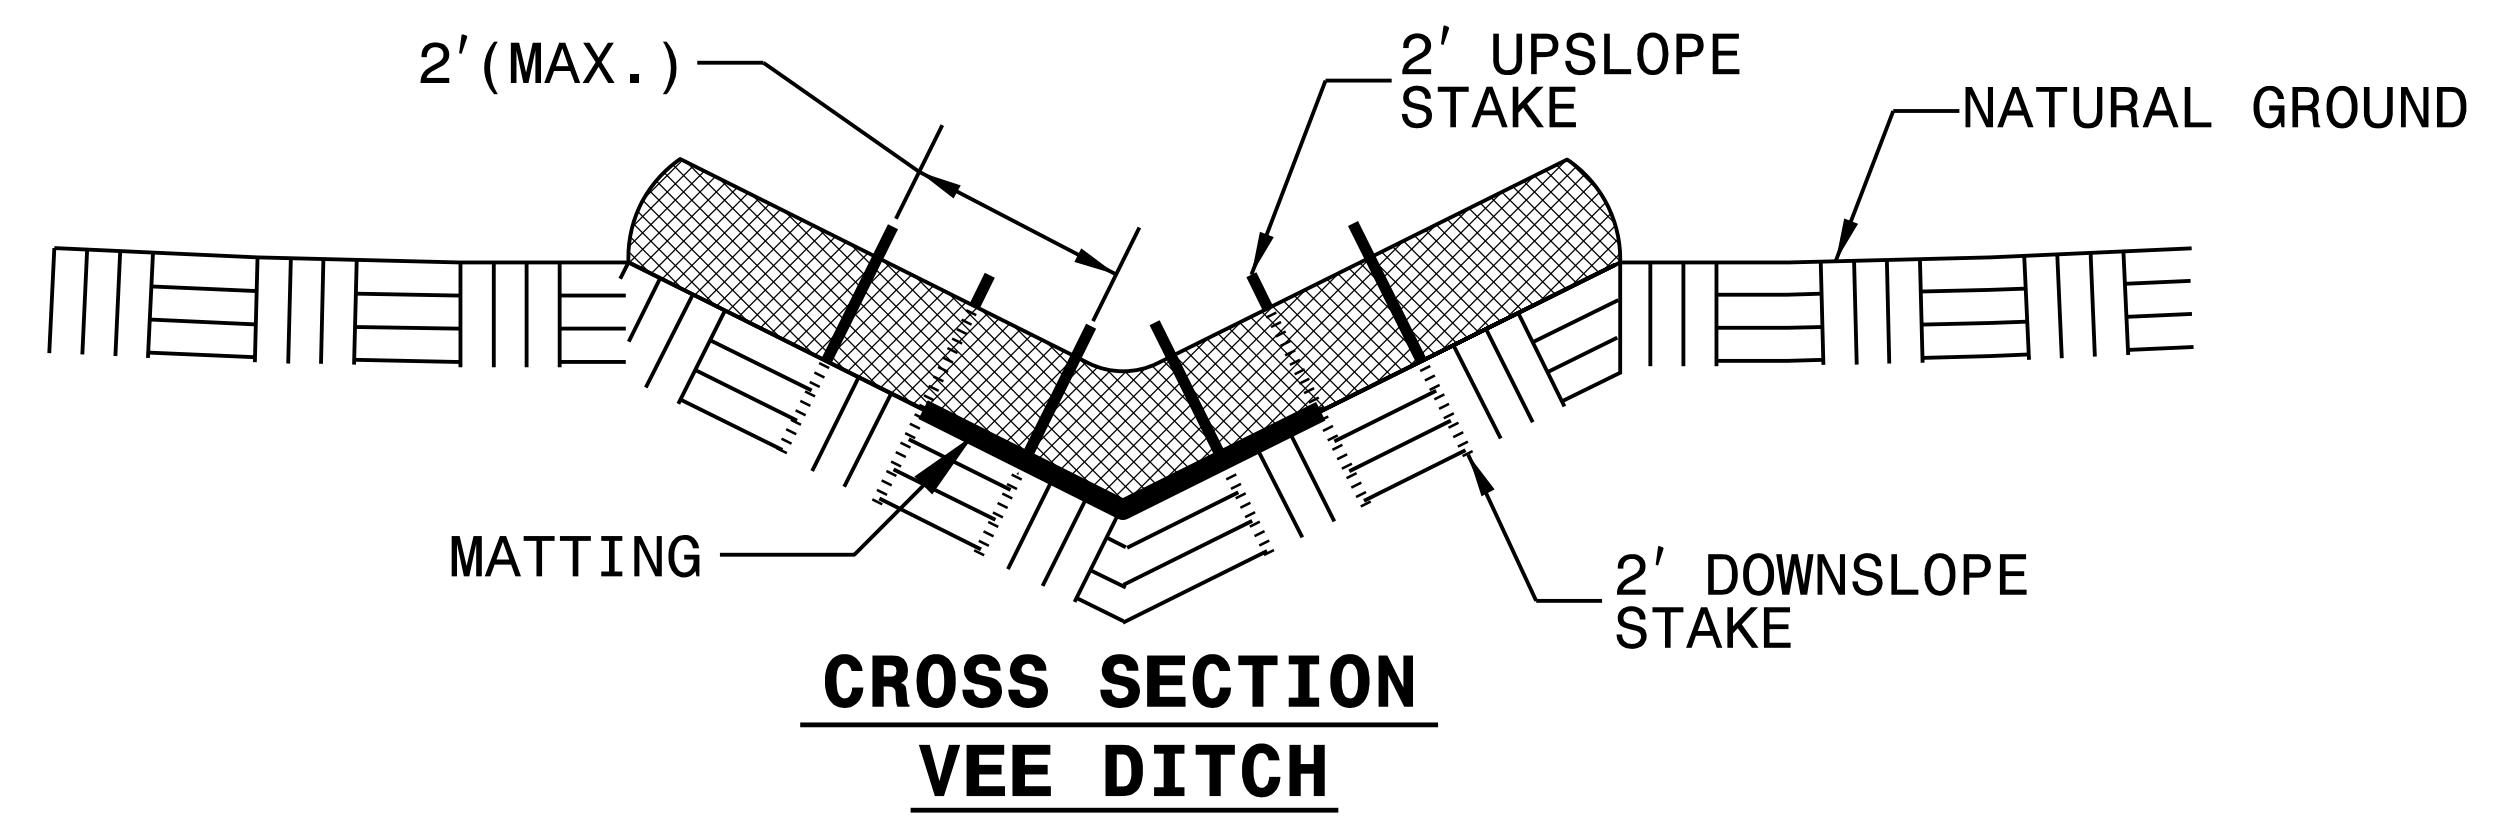 2'(MAX.)
2' UPSLOPE
STAKE
NATURAL GROUND
MATTING
2' DOWNSLOPE
STAKE
CROSS SECTION
VEE DITCH